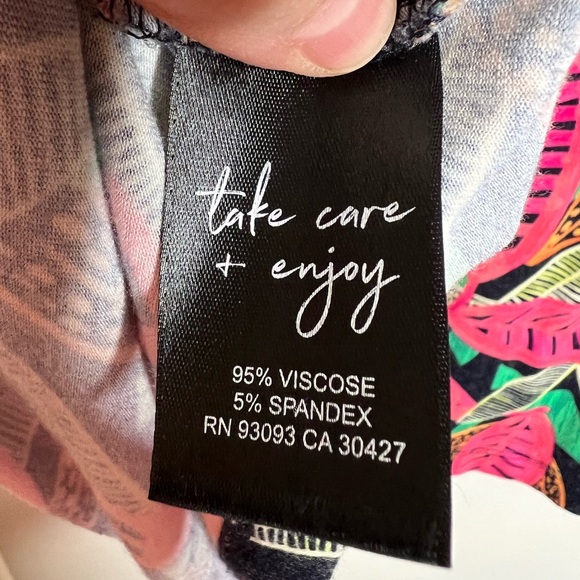 take care
+ enjoy
95% VISCOSE
5% SPANDEX
RN 93093 CA 30427